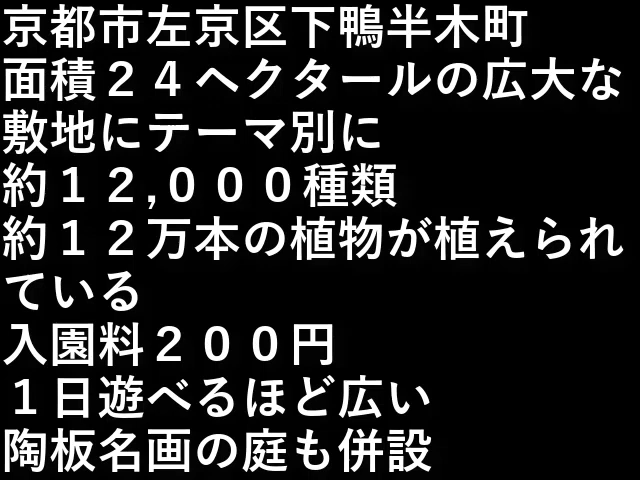 京都市左京区下鴨半木町
面積２４ヘクタールの広大な
敷地にテーマ別に
約１２,０００種類
約１２万本の植物が植えられ
ている
入園料２００円
１日遊べるほど広い
陶板名画の庭も併設